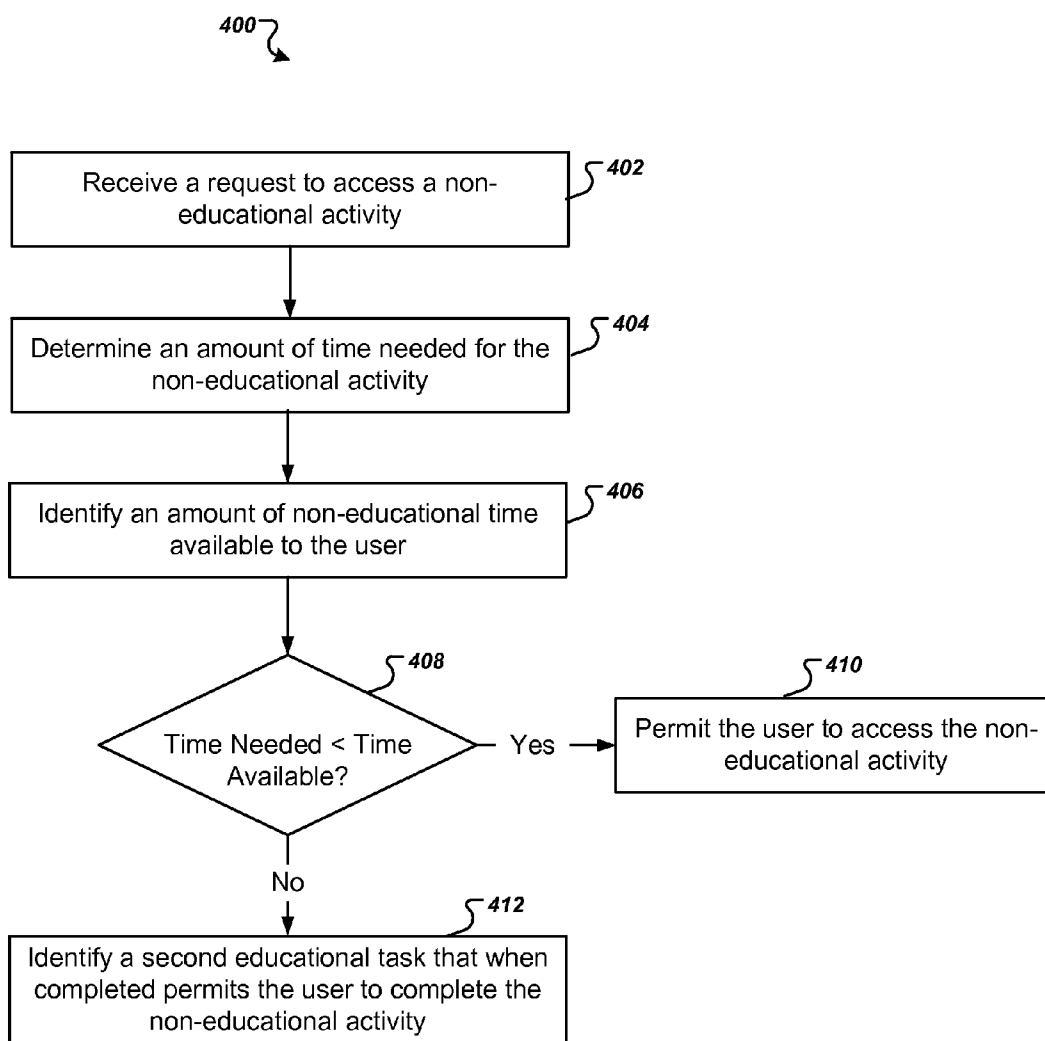 400
Receive a request to access a non-
educational activity
402
Determine an amount of time needed for the
non-educational activity
404
Identify an amount of non-educational time
available to the user
406
408
Time Needed < Time
Available?
Yes
410
Permit the user to access the non-
educational activity
No
412
Identify a second educational task that when
completed permits the user to complete the
non-educational activity